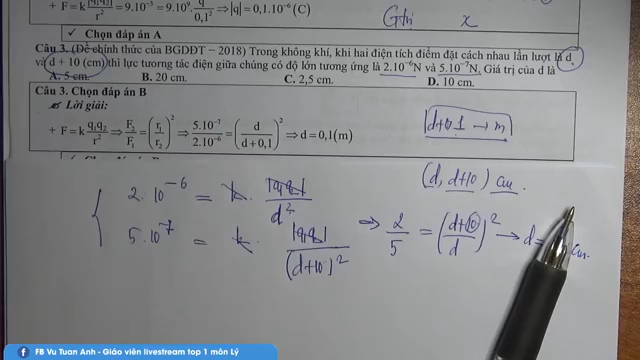 + F = k |q₁q₂| / r² ⇒ 9.10⁻³ = 9.10⁹. q / 0,1² ⇒ |q| = 0,1.10⁻⁶ (C)
Gtri x
✓ Chọn đáp án A
Câu 3. (Đề chính thức của BGDĐT – 2018) Trong không khí, khi hai điện tích điểm đặt cách nhau lần lượt là d
và d + 10 (cm) thì lực tương tác điện giữa chúng có độ lớn tương ứng là 2.10⁻⁶N và 5.10⁻⁷N. Giá trị của d là
A. 5 cm. B. 20 cm. C. 2,5 cm. D. 10 cm.
Câu 3. Chọn đáp án B
Lời giải:
+ F = k q₁q₂ / r² ⇒ F₂ / F₁ = (r₁ / r₂)² ⇒ 5.10⁻⁷ / 2.10⁻⁶ = (d / d + 0,1)² ⇒ d = 0,1(m)
d+0,1 → m
(d, d+10) cm
2.10⁻⁶ = k. |q₁q₂| / d²
5.10⁻⁷ = k. |q₁q₂| / (d+10)²
⇒ 2/5 = (d+10 / d)² → d = cm.
FB Vu Tuan Anh - Giáo viên livestream top 1 môn Lý